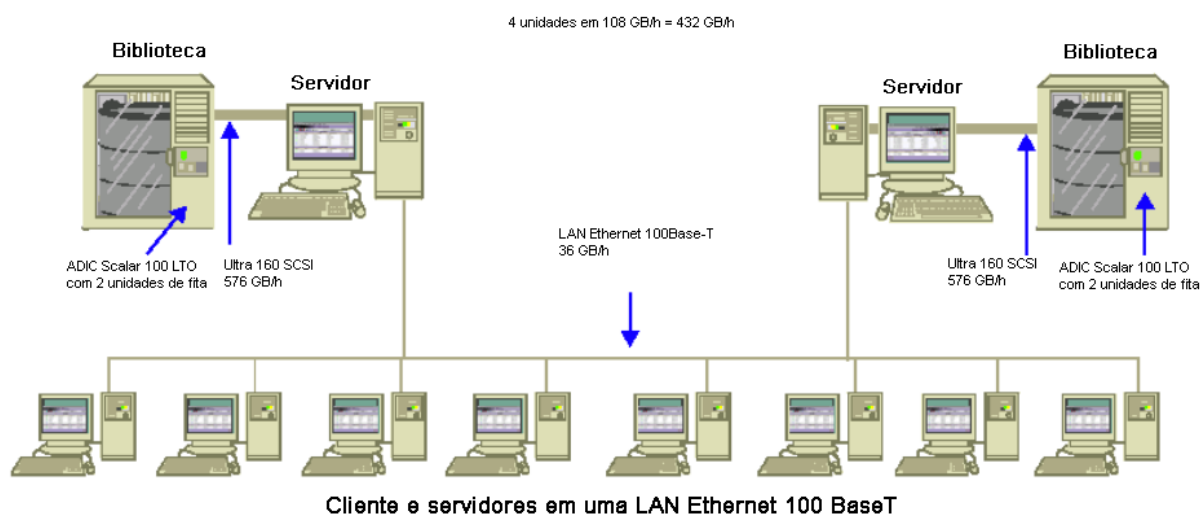 4 unidades em 108 GB/h = 432 GB/h
Biblioteca
Servidor
Biblioteca
Servidor
ADIC Scalar 100 LTO
com 2 unidades de fita
Ultra 160 SCSI
576 GB/h
LAN Ethernet 100Base-T
36 GB/h
Ultra 160 SCSI
576 GB/h
ADIC Scalar 100 LTO
com 2 unidades de fita
Cliente e servidores em uma LAN Ethernet 100 BaseT